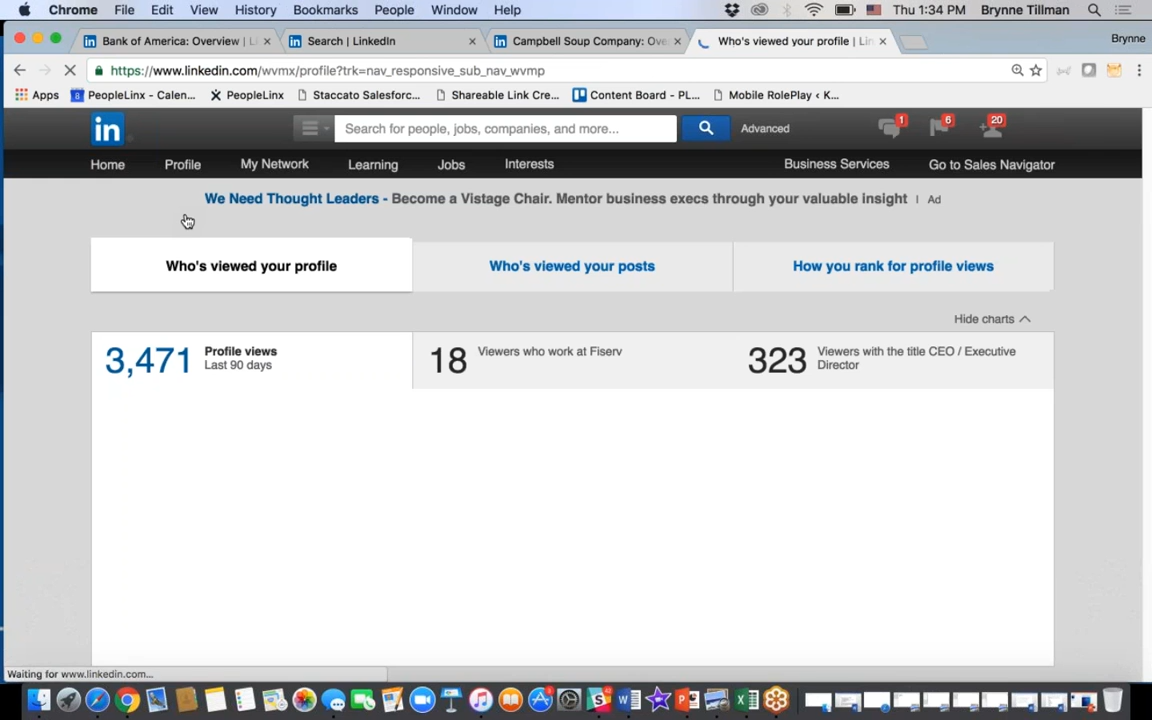 Chrome File Edit View History Bookmarks People Window Help Thu 1:34 PM Brynne Tillman
in Bank of America: Overview | Li × in Search | LinkedIn × in Campbell Soup Company: Ove × Who's viewed your profile | Lin × Brynne
https://www.linkedin.com/wvmx/profile?trk=nav_responsive_sub_nav_wvmp
Apps 8 PeopleLinx - Calen... PeopleLinx Staccato Salesforc... Shareable Link Cre... Content Board - PL... Mobile RolePlay ‹ K...
in Search for people, jobs, companies, and more... Advanced 1 6 20
Home Profile My Network Learning Jobs Interests Business Services Go to Sales Navigator
We Need Thought Leaders - Become a Vistage Chair. Mentor business execs through your valuable insight | Ad
Who's viewed your profile Who's viewed your posts How you rank for profile views
Hide charts
3,471 Profile views
Last 90 days
18 Viewers who work at Fiserv
323 Viewers with the title CEO / Executive
Director
Waiting for www.linkedin.com...